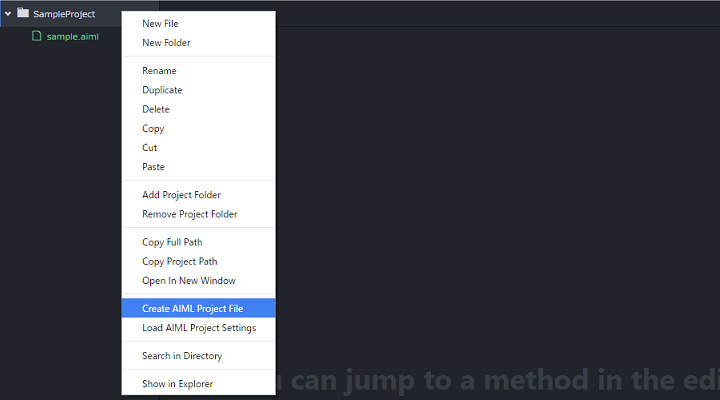 SampleProject
sample.aiml
New File
New Folder
Rename
Duplicate
Delete
Copy
Cut
Paste
Add Project Folder
Remove Project Folder
Copy Full Path
Copy Project Path
Open In New Window
Create AIML Project File
Load AIML Project Settings
Search in Directory
Show in Explorer
can jump to a method in the